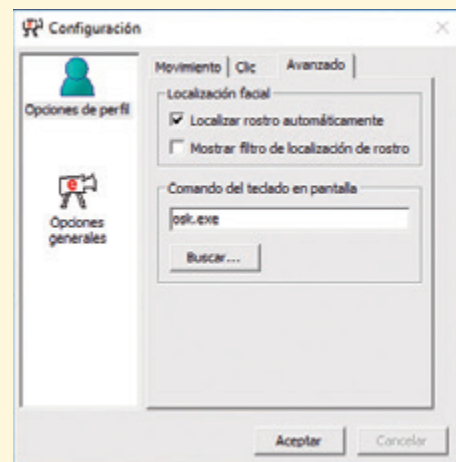 Configuración
Opciones de perfil
Opciones
generales
Movimiento
Clic
Avanzado
Localización facial
Localizar rostro automáticamente
Mostrar filtro de localización de rostro
Comando del teclado en pantalla
osk.exe
Buscar...
Aceptar
Cancelar